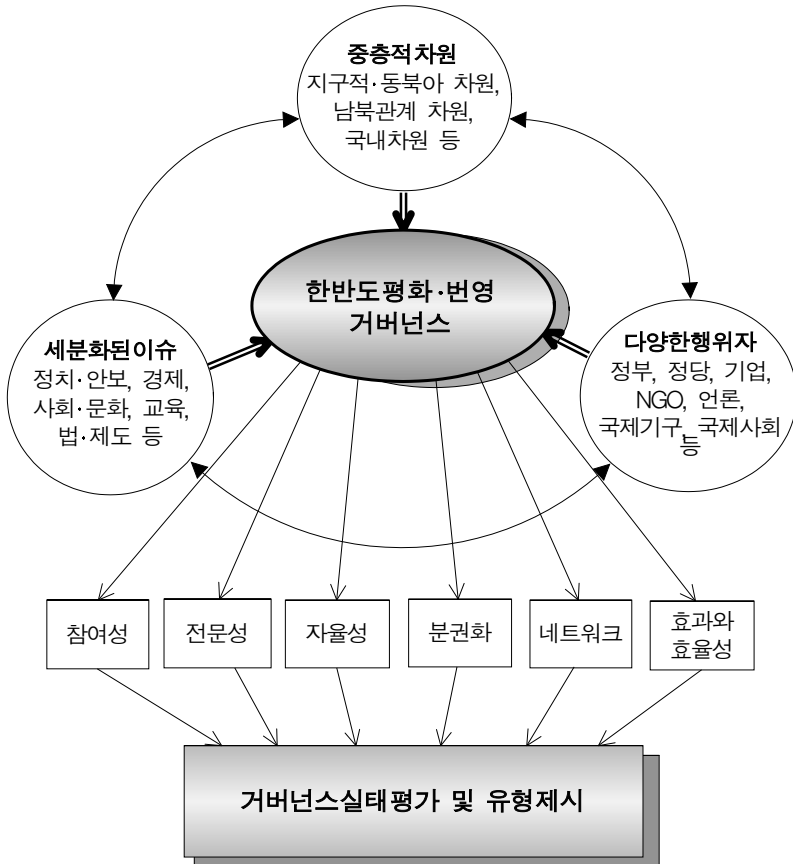 중층적차원
지구적·동북아 차원,
남북관계 차원,
국내차원 등
한반도평화·번영
거버넌스
세분화된이슈
정치·안보, 경제,
사회·문화, 교육,
법·제도 등
다양한행위자
정부, 정당, 기업,
NGO, 언론,
국제기구, 국제사회
등
참여성
전문성
자율성
분권화
네트워크
효과와
효율성
거버넌스실태평가 및 유형제시